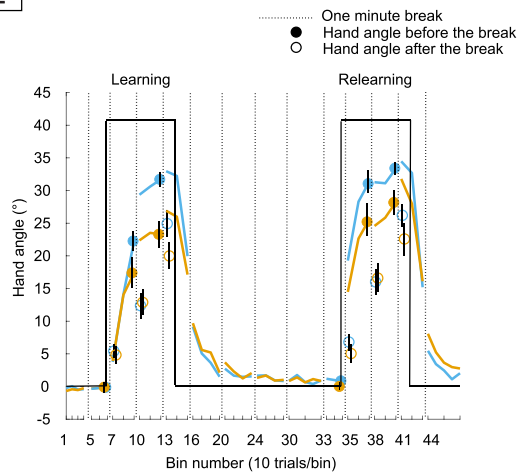 One minute break
Hand angle before the break
Hand angle after the break
Learning
Relearning
45
40
35
30
25
20
15
10
5
0
-5
Hand angle (°)
1 5 7 10 13 16 20 24 30 33 35 38 41 44
Bin number (10 trials/bin)